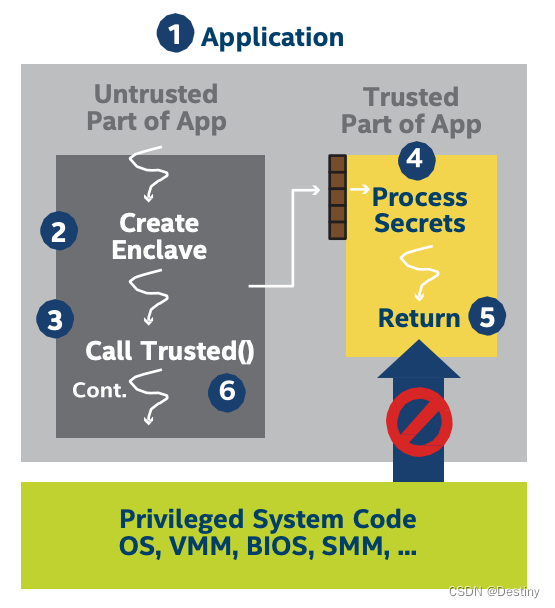 1 Application
Untrusted
Part of App
Trusted
Part of App
2
Create
Enclave
3
Call Trusted()
Cont.
6
4
Process
Secrets
Return
5
Privileged System Code
OS, VMM, BIOS, SMM, ...
CSDN @Destiny